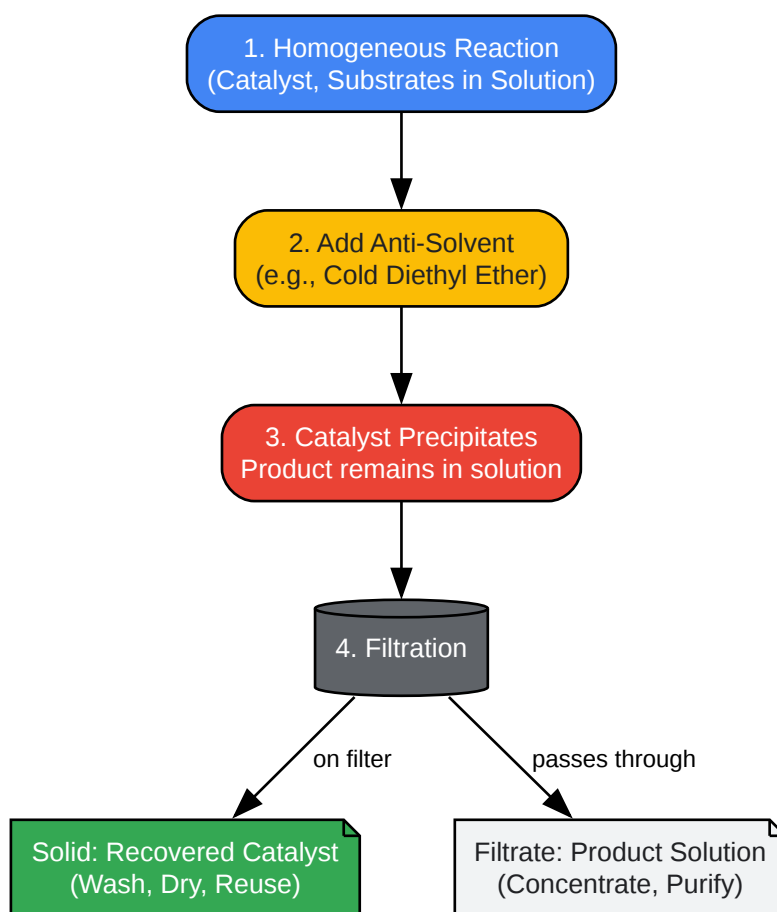 1. Homogeneous Reaction
(Catalyst, Substrates in Solution)
2. Add Anti-Solvent
(e.g., Cold Diethyl Ether)
3. Catalyst Precipitates
Product remains in solution
4. Filtration
on filter
passes through
Solid: Recovered Catalyst
(Wash, Dry, Reuse)
Filtrate: Product Solution
(Concentrate, Purify)